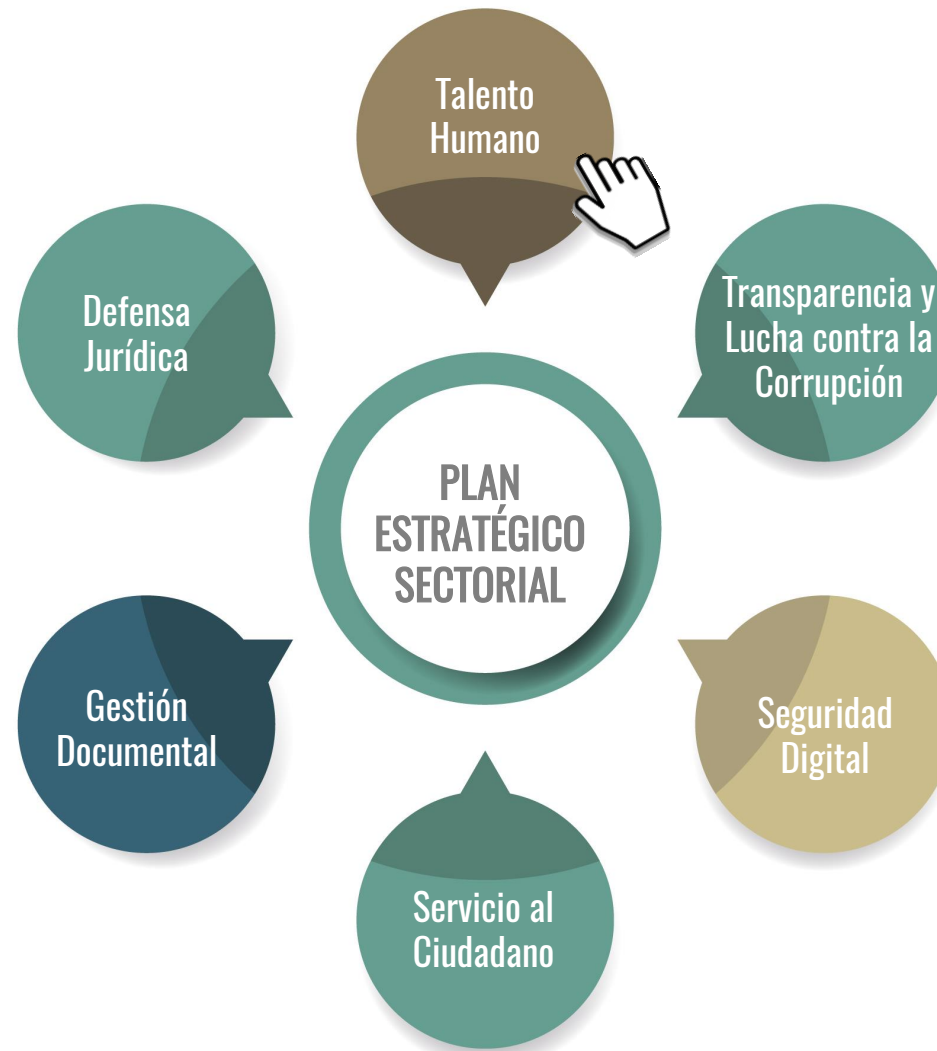 Talento
Humano
Defensa
Jurídica
Transparencia y
Lucha contra la
Corrupción
PLAN
ESTRATÉGICO
SECTORIAL
Gestión
Documental
Seguridad
Digital
Servicio al
Ciudadano